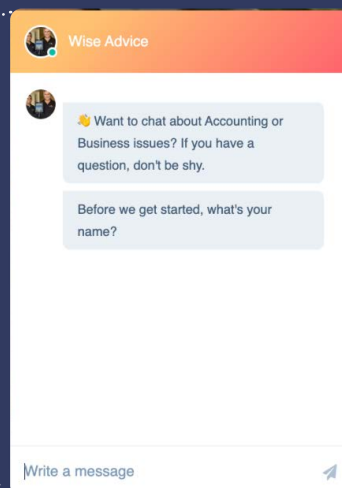 Wise Advice
👋 Want to chat about Accounting or
Business issues? If you have a
question, don't be shy.
Before we get started, what's your
name?
Write a message